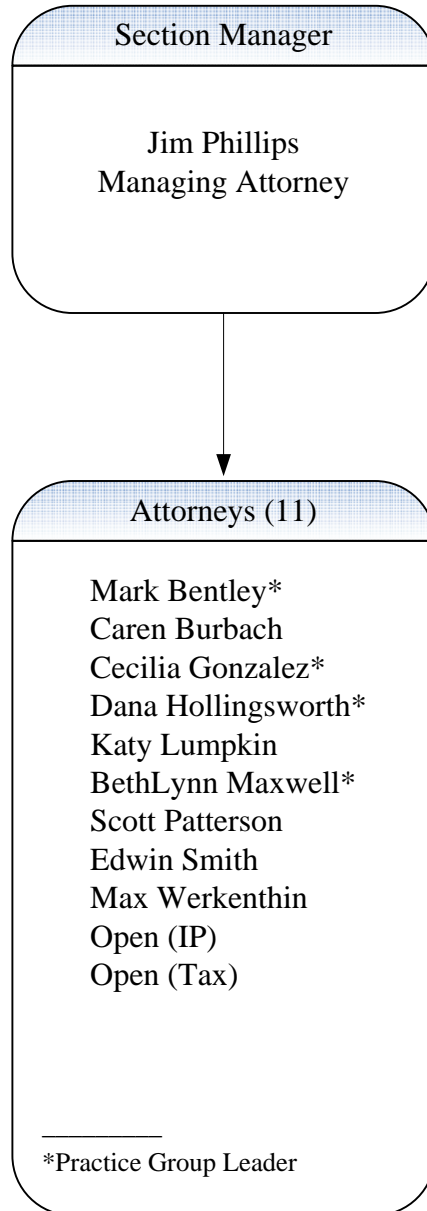 Section Manager
Jim Phillips
Managing Attorney
Attorneys (11)
Mark Bentley*
Caren Burbach
Cecilia Gonzalez*
Dana Hollingsworth*
Katy Lumpkin
BethLynn Maxwell*
Scott Patterson
Edwin Smith
Max Werkenthin
Open (IP)
Open (Tax)
_________
*Practice Group Leader